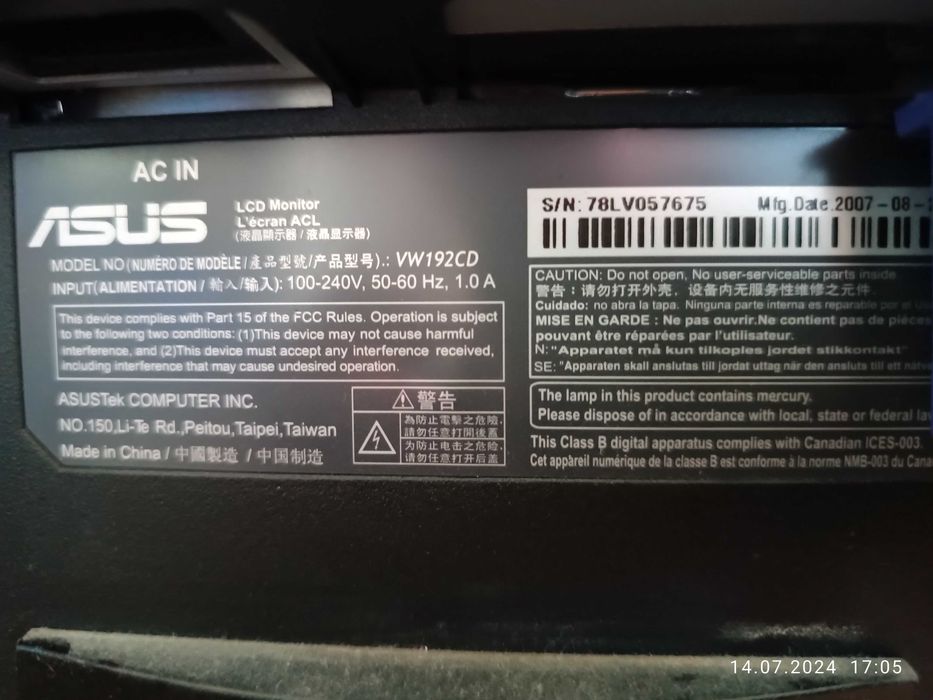 AC IN
ASUS
LCD Monitor
L'écran ACL
(液晶顯示器 / 液晶显示器)
MODEL NO(NUMÉRO DE MODÈLE / 產品型號/产品型号).: VW192CD
INPUT(ALIMENTATION / 輸入/输入): 100-240V, 50-60 Hz, 1.0 A
This device complies with Part 15 of the FCC Rules. Operation is subject
to the following two conditions: (1)This device may not cause harmful
interference, and (2)This device must accept any interference received,
including interference that may cause undesired operation.
ASUSTek COMPUTER INC.
NO.150,Li-Te Rd.,Peitou,Taipei,Taiwan
Made in China / 中國製造 / 中国制造
警告
為防止電擊之危險,
請勿任意打開後蓋
为防止电击之危险,
请勿任意打开后盖
S/N: 78LV057675 Mfg.Date.2007-08-
CAUTION: Do not open, No user-serviceable parts inside
警告：请勿打开外壳，设备内无服务性维修之元件.
Cuidado: no abra la tapa. Ninguna parte interna es reparable por el
MISE EN GARDE : Ne pas ouvrir.Ne contient pas de pièces
pouvant être réparées par l'utilisateur.
N: "Apparatet må kun tilkoples jordet stikkontakt"
SE: "Apparaten skall anslutas till jordat uttag när den ansluts till ett
The lamp in this product contains mercury.
Please dispose of in accordance with local, state or federal
This Class B digital apparatus complies with Canadian ICES-003.
Cet appareil numérique de la classe B est conforme à la norme NMB-003 du
14.07.2024 17:05